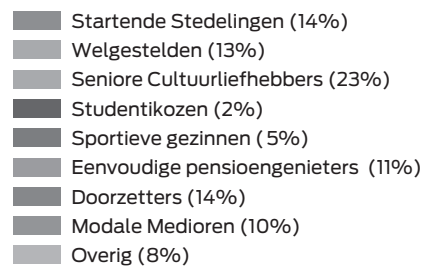 Startende Stedelingen (14%)
Welgestelden (13%)
Seniore Cultuurliefhebbers (23%)
Studentikozen (2%)
Sportieve gezinnen ( 5%)
Eenvoudige pensioengenieters (11%)
Doorzetters (14%)
Modale Medioren (10%)
Overig (8%)